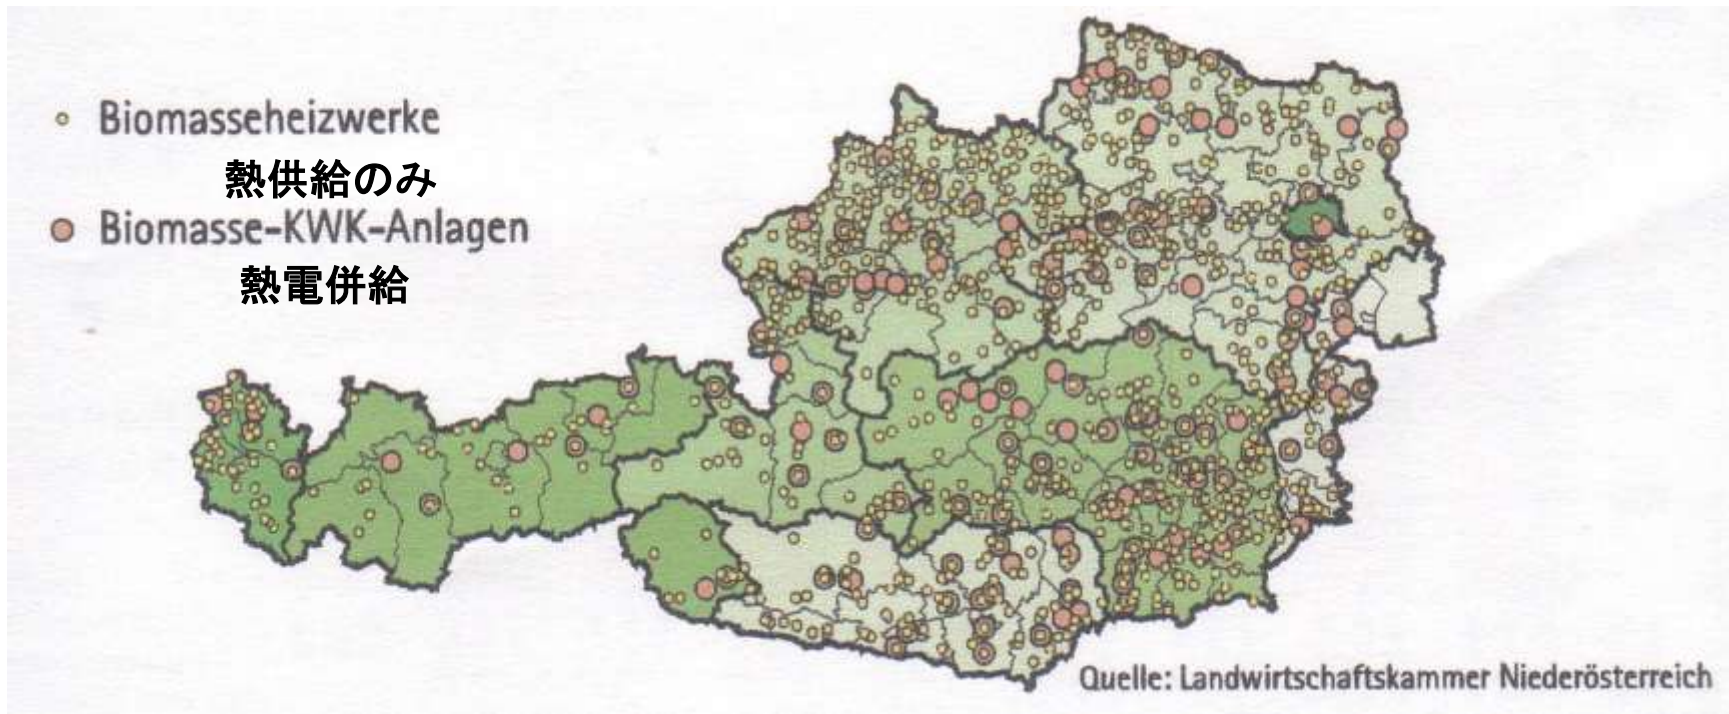 Biomasseheizwerke
熱供給のみ
Biomasse-KWK-Anlagen
熱電併給
Quelle: Landwirtschaftskammer Niederösterreich